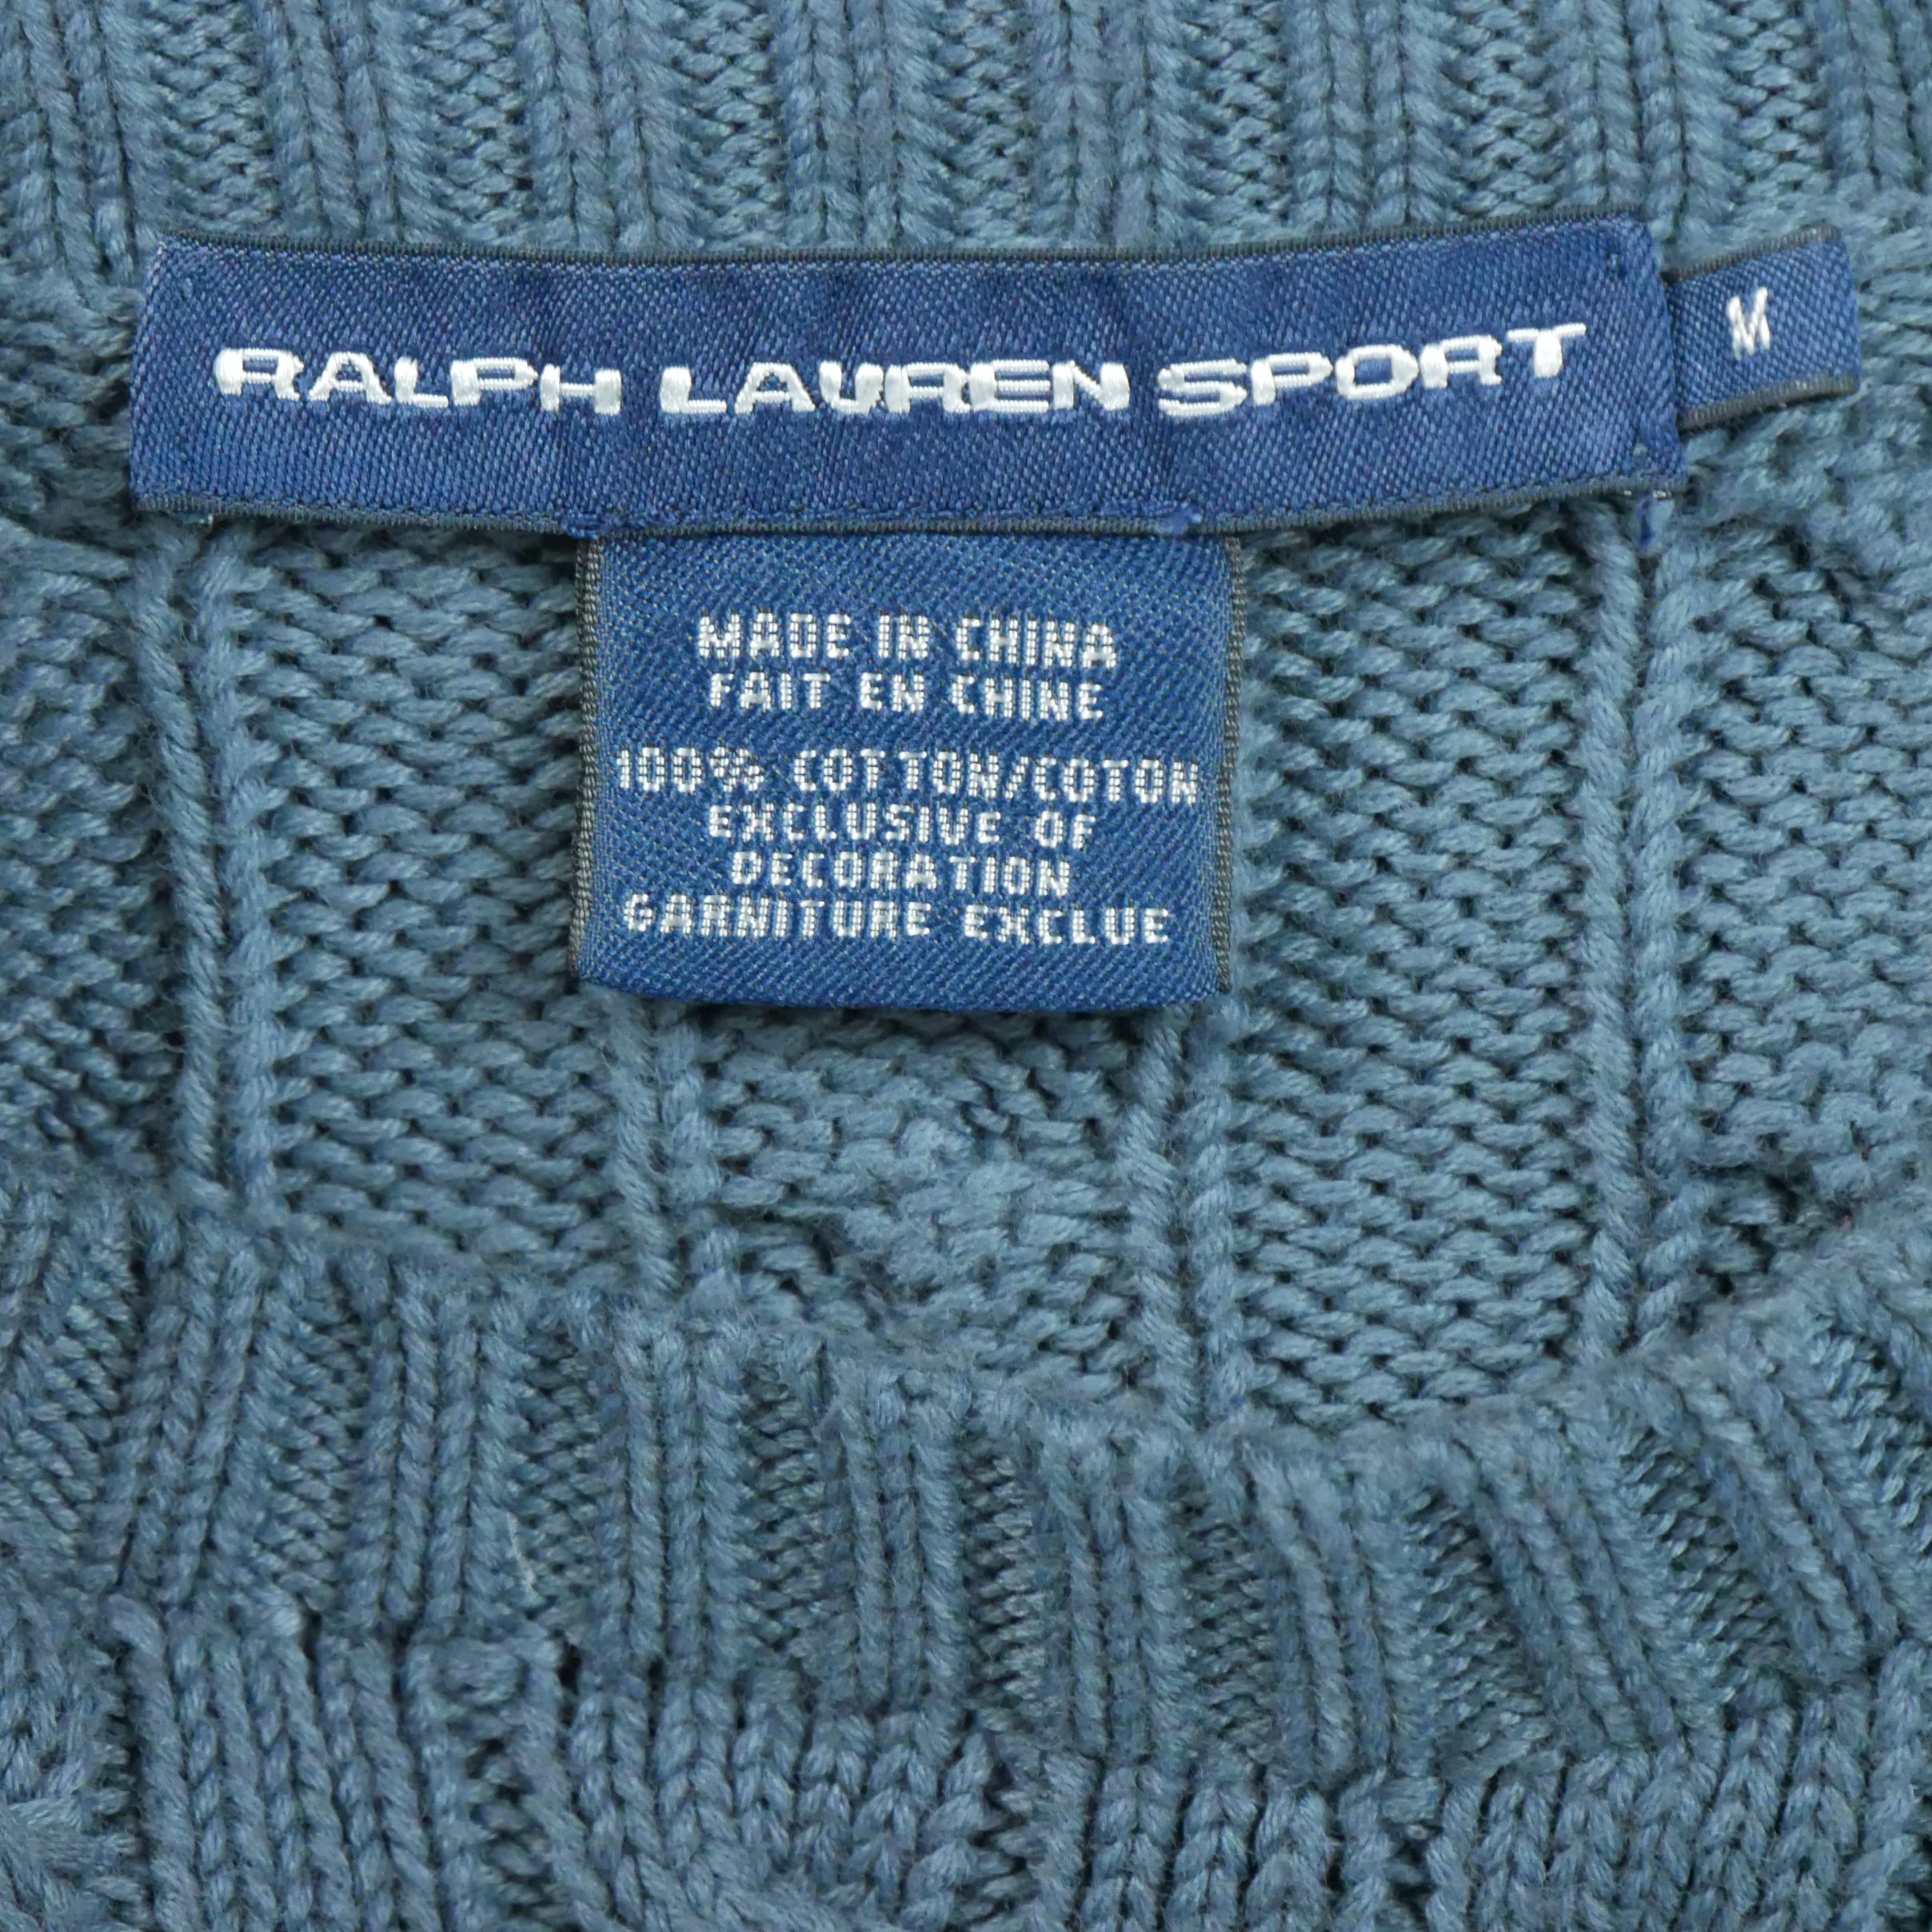 RALPH LAUREN SPORT
M
MADE IN CHINA
FAIT EN CHINE
100% COTTON/COTON
EXCLUSIVE OF
DECORATION
GARNITURE EXCLUE